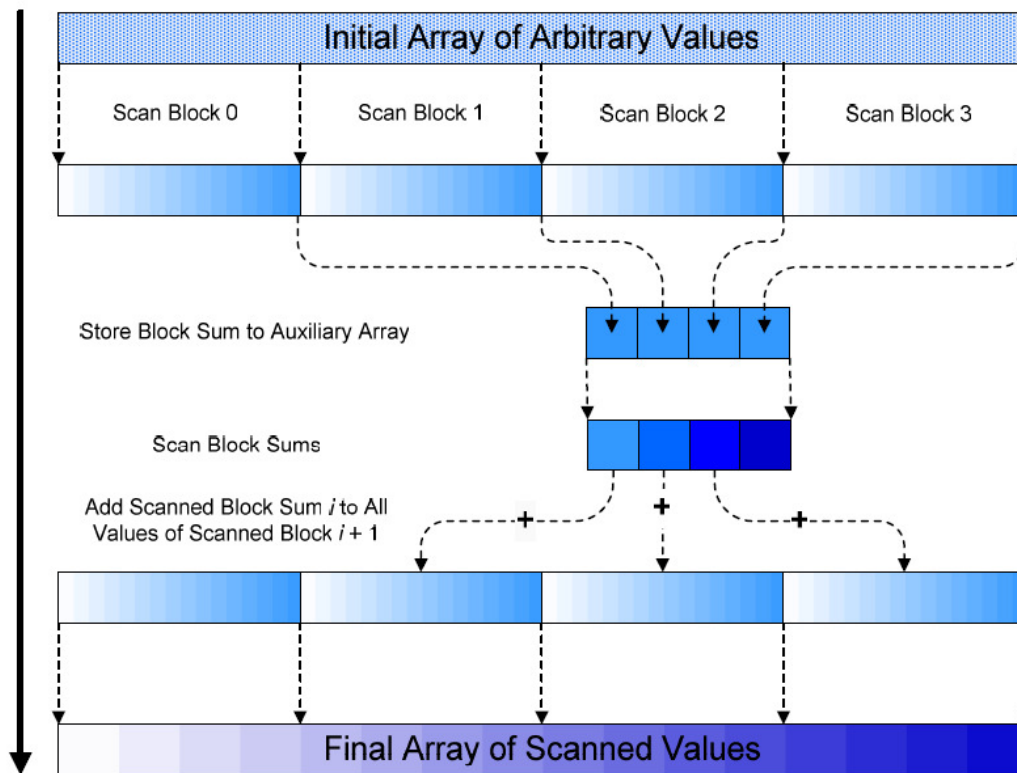 Initial Array of Arbitrary Values
Scan Block 0
Scan Block 1
Scan Block 2
Scan Block 3
Store Block Sum to Auxiliary Array
Scan Block Sums
Add Scanned Block Sum i to All
Values of Scanned Block i + 1
+
+
+
Final Array of Scanned Values